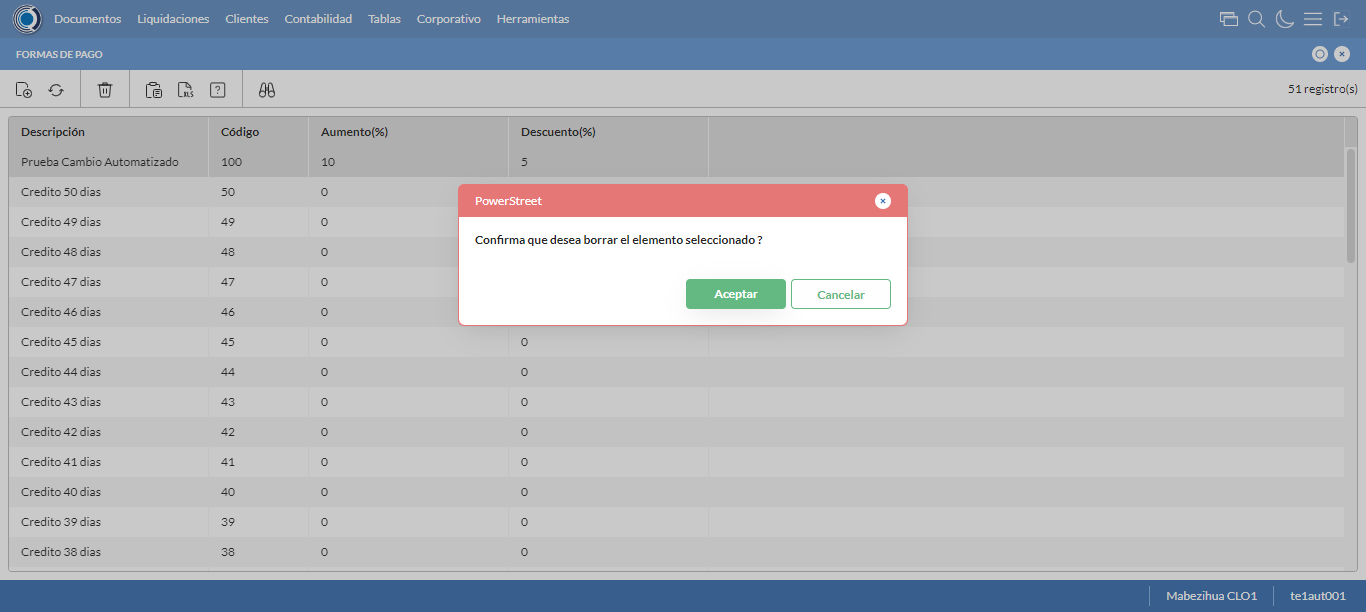 Documentos Liquidaciones Clientes Contabilidad Tablas Corporativo Herramientas
FORMAS DE PAGO
XLS ? 51 registro(s)
Descripción Código Aumento(%) Descuento(%)
Prueba Cambio Automatizado 100 10 5
Credito 50 dias 50 0
Credito 49 dias 49 0
Credito 48 dias 48 0
Credito 47 dias 47 0
Credito 46 dias 46 0
PowerStreet
Confirma que desea borrar el elemento seleccionado ?
Aceptar Cancelar
Credito 45 dias 45 0 0
Credito 44 dias 44 0 0
Credito 43 dias 43 0 0
Credito 42 dias 42 0 0
Credito 41 dias 41 0 0
Credito 40 dias 40 0 0
Credito 39 dias 39 0 0
Credito 38 dias 38 0 0
Mabezihua CLO1 te1aut001